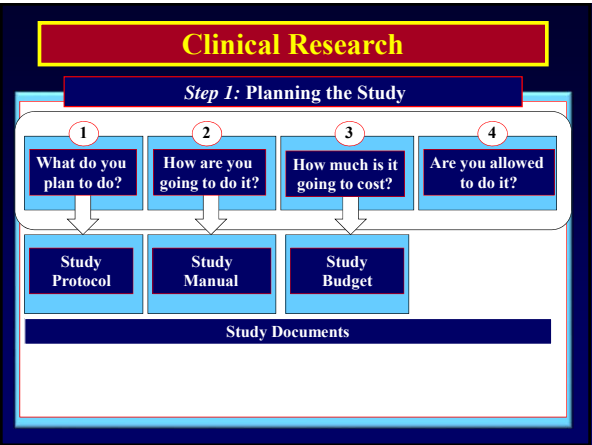 Clinical Research
Step 1: Planning the Study
1
2
3
4
What do you
plan to do?
How are you
going to do it?
How much is it
going to cost?
Are you allowed
to do it?
Study
Protocol
Study
Manual
Study
Budget
Study Documents